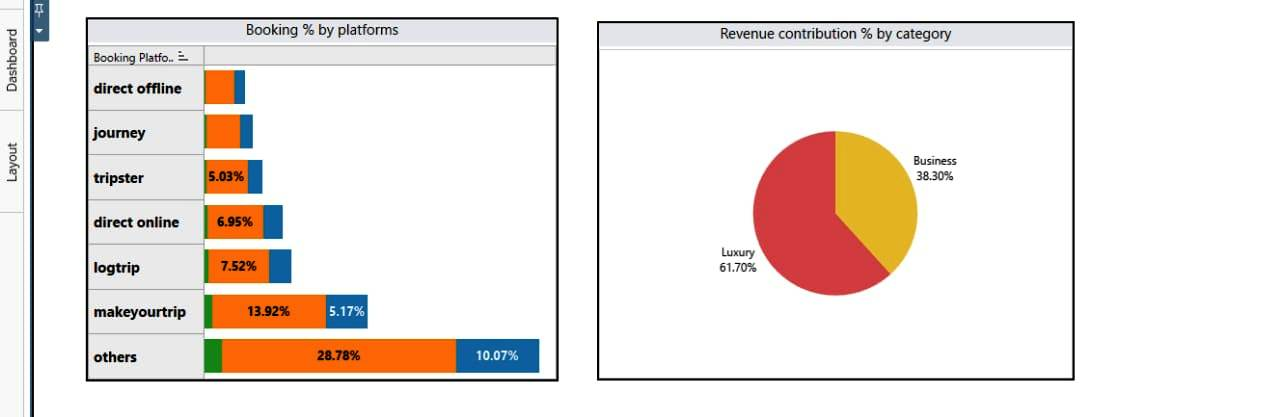 Dashboard
Layout
Booking % by platforms
Booking Platfo..
direct offline
journey
tripster
5.03%
direct online
6.95%
logtrip
7.52%
makeyourtrip
13.92%
5.17%
others
28.78%
10.07%
Revenue contribution % by category
Business
38.30%
Luxury
61.70%